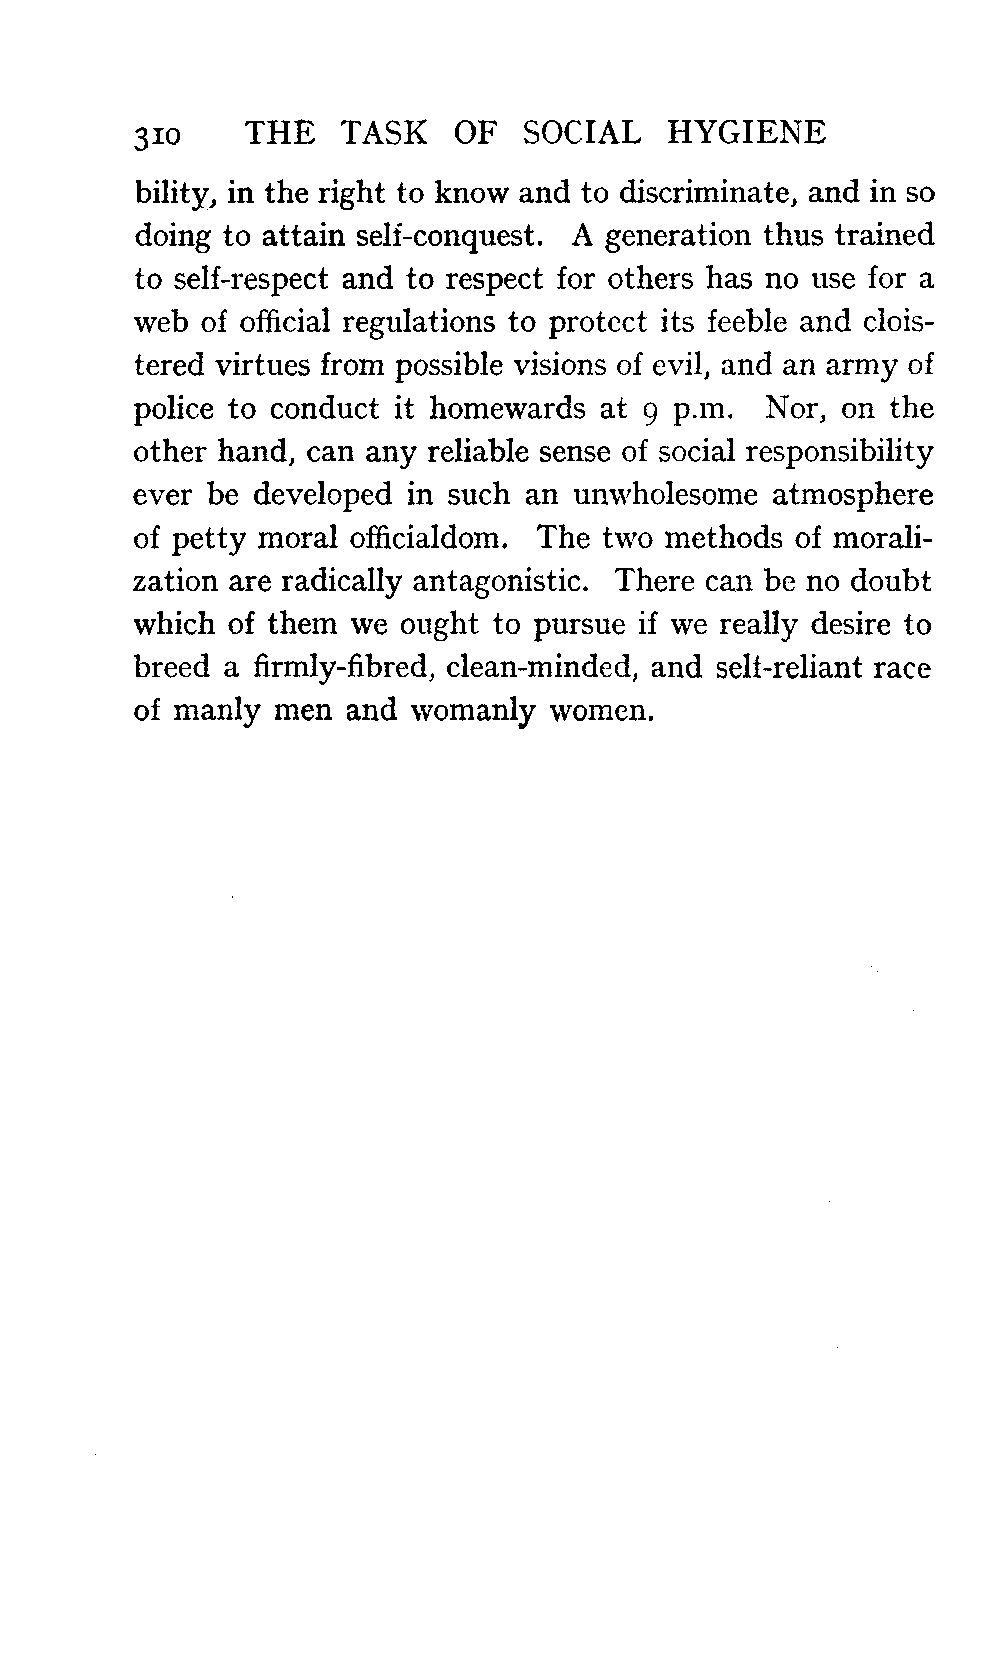 310 THE TASK OF SOCIAL HYGIENE
bility, in the right to know and to discriminate, and in so
doing to attain self-conquest. A generation thus trained
to self-respect and to respect for others has no use for a
web of official regulations to protect its feeble and clois-
tered virtues from possible visions of evil, and an army of
police to conduct it homewards at 9 p.m. Nor, on the
other hand, can any reliable sense of social responsibility
ever be developed in such an unwholesome atmosphere
of petty moral officialdom. The two methods of morali-
zation are radically antagonistic. There can be no doubt
which of them we ought to pursue if we really desire to
breed a firmly-fibred, clean-minded, and self-reliant race
of manly men and womanly women.